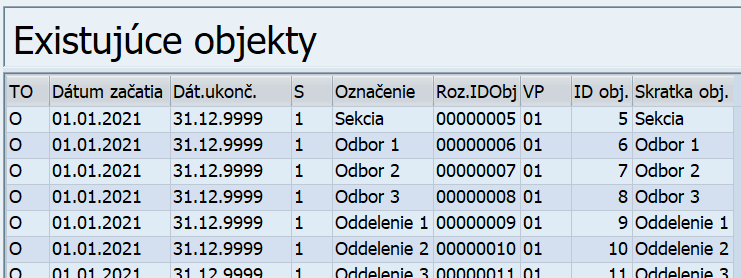 Existujúce objekty
TO Dátum začatia Dát.ukonč. S Označenie Roz.IDObj VP ID obj. Skratka obj.
O 01.01.2021 31.12.9999 1 Sekcia 00000005 01 5 Sekcia
O 01.01.2021 31.12.9999 1 Odbor 1 00000006 01 6 Odbor 1
O 01.01.2021 31.12.9999 1 Odbor 2 00000007 01 7 Odbor 2
O 01.01.2021 31.12.9999 1 Odbor 3 00000008 01 8 Odbor 3
O 01.01.2021 31.12.9999 1 Oddelenie 1 00000009 01 9 Oddelenie 1
O 01.01.2021 31.12.9999 1 Oddelenie 2 00000010 01 10 Oddelenie 2
O 01.01.2021 31.12.9999 1 Oddelenie 3 00000011 01 11 Oddelenie 3